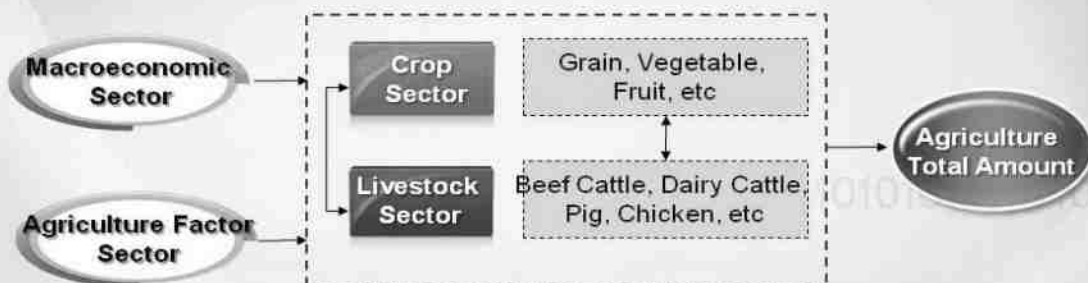 Macroeconomic
Sector
Crop
Sector
Grain, Vegetable,
Fruit, etc
Agriculture
Total Amount
Livestock
Sector
Beef Cattle, Dairy Cattle,
Pig, Chicken, etc
Agriculture Factor
Sector